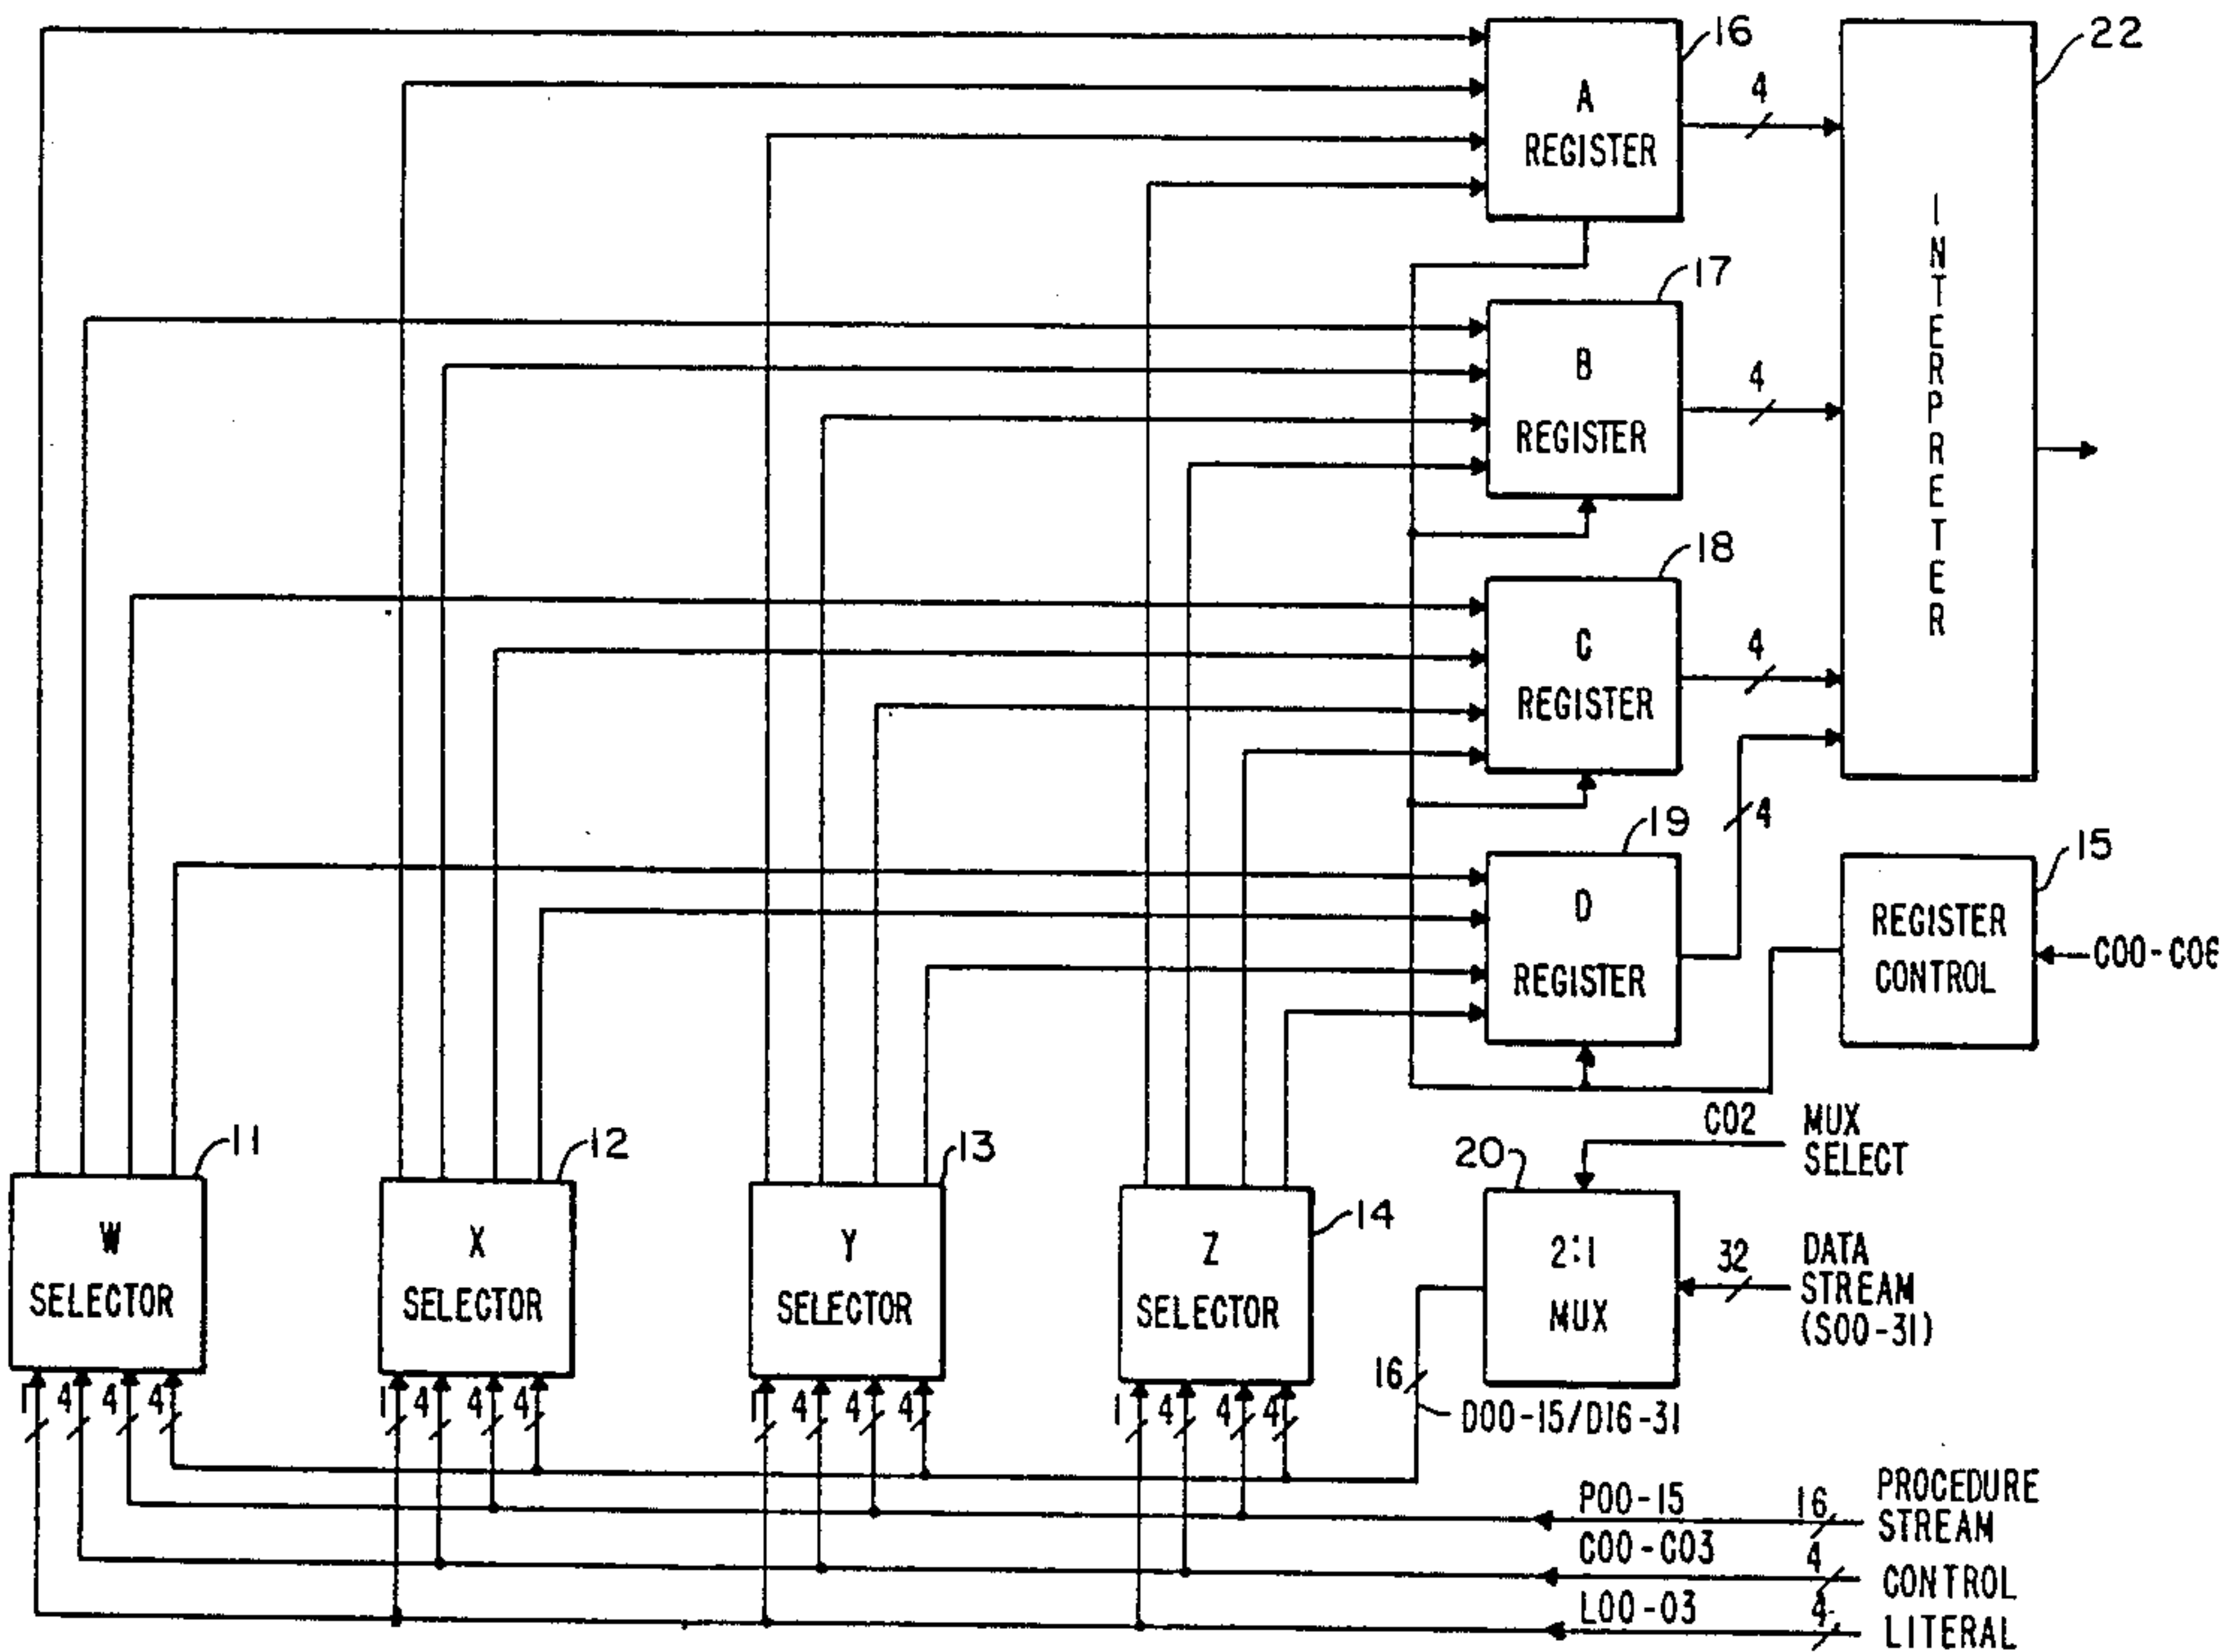 16
22
4
A
REGISTER
INTERPRETER
17
4
B
REGISTER
18
4
C
REGISTER
19
4
15
D
REGISTER
REGISTER
CONTROL
C00-C06
C02
MUX
SELECT
11
12
13
20
14
W
SELECTOR
X
SELECTOR
Y
SELECTOR
Z
SELECTOR
2:1
MUX
32
DATA
STREAM
(S00-31)
16
1 4 4 4
1 4 4 4
1 4 4 4
1 4 4 4
D00-15/D16-31
P00-15
16
PROCEDURE
STREAM
C00-C03
4
CONTROL
L00-03
4
LITERAL